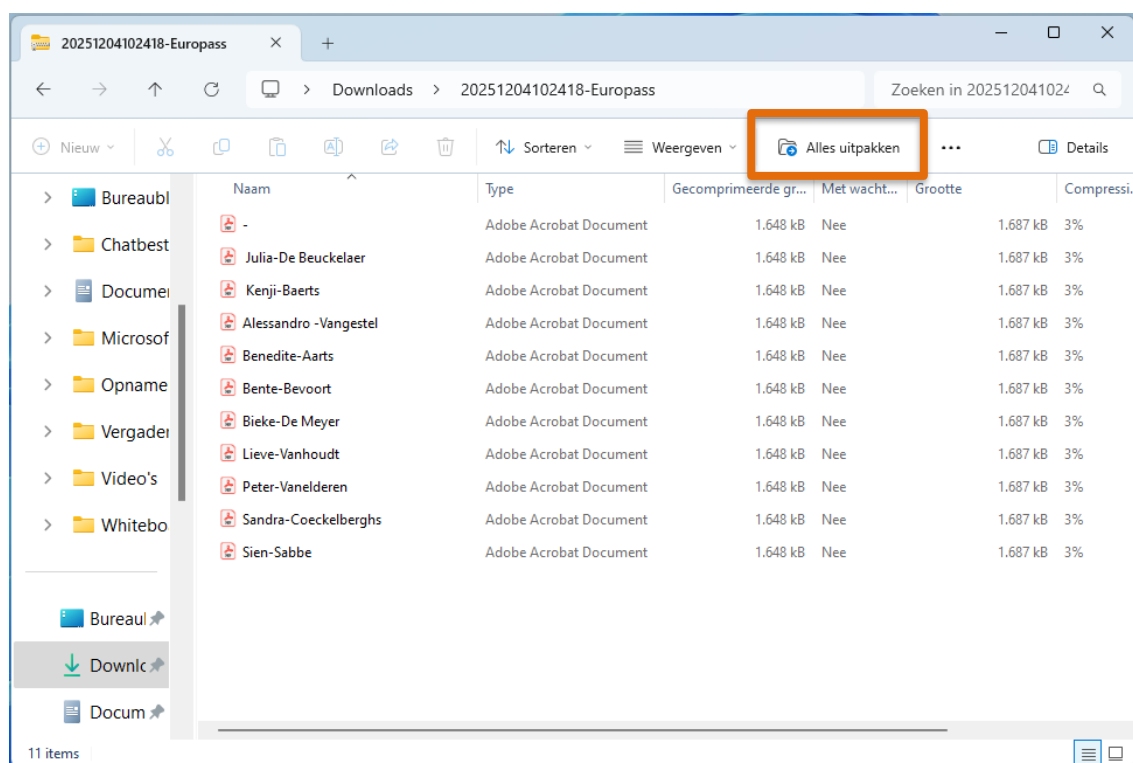 20251204102418-Europass
Downloads > 20251204102418-Europass
Zoeken in 202512041024
Nieuw
Sorteren
Weergeven
Alles uitpakken
Details
Naam Type Gecomprimeerde gr... Met wacht... Grootte Compressi.
- Adobe Acrobat Document 1.648 kB Nee 1.687 kB 3%
Julia-De Beuckelaer Adobe Acrobat Document 1.648 kB Nee 1.687 kB 3%
Kenji-Baerts Adobe Acrobat Document 1.648 kB Nee 1.687 kB 3%
Alessandro -Vangestel Adobe Acrobat Document 1.648 kB Nee 1.687 kB 3%
Benedite-Aarts Adobe Acrobat Document 1.648 kB Nee 1.687 kB 3%
Bente-Bevoort Adobe Acrobat Document 1.648 kB Nee 1.687 kB 3%
Bieke-De Meyer Adobe Acrobat Document 1.648 kB Nee 1.687 kB 3%
Lieve-Vanhoudt Adobe Acrobat Document 1.648 kB Nee 1.687 kB 3%
Peter-Vanelderen Adobe Acrobat Document 1.648 kB Nee 1.687 kB 3%
Sandra-Coeckelberghs Adobe Acrobat Document 1.648 kB Nee 1.687 kB 3%
Sien-Sabbe Adobe Acrobat Document 1.648 kB Nee 1.687 kB 3%
Bureaubl
Chatbest
Documer
Microsof
Opname
Vergader
Video's
Whitebo
Bureaul
Downlc
Docum
11 items